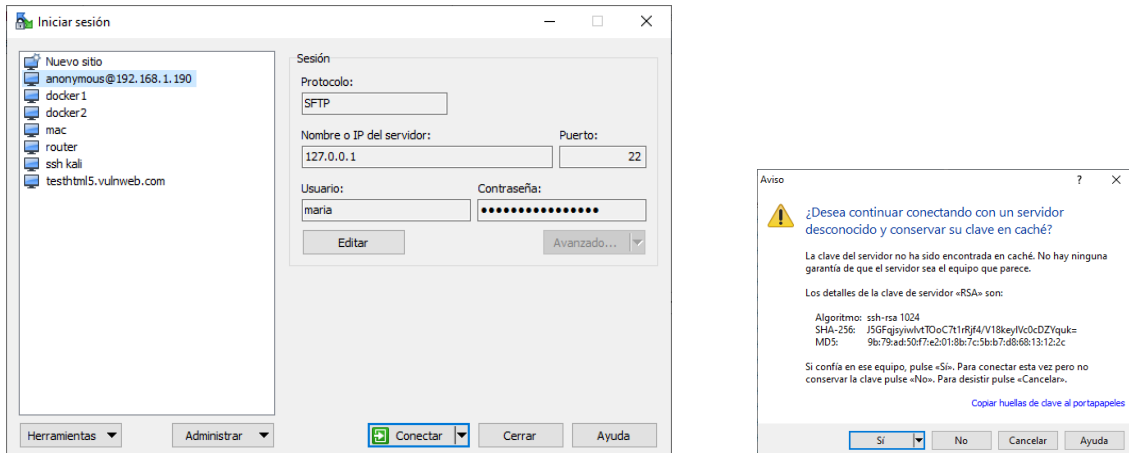 Iniciar sesión
Nuevo sitio
anonymous@192.168.1.190
docker1
docker2
mac
router
ssh kali
testhtml5.vulnweb.com
Sesión
Protocolo:
SFTP
Nombre o IP del servidor:
Puerto:
127.0.0.1
22
Usuario:
Contraseña:
maria
••••••••••••••••
Editar
Avanzado...
Herramientas
Administrar
Conectar
Cerrar
Ayuda
Aviso
?
¿Desea continuar conectando con un servidor
desconocido y conservar su clave en caché?
La clave del servidor no ha sido encontrada en caché. No hay ninguna
garantía de que el servidor sea el equipo que parece.
Los detalles de la clave de servidor «RSA» son:
Algoritmo: ssh-rsa 1024
SHA-256: J5GFqjsyiwIvtTOoC7t1rRjf4/V18keyIVc0cDZYquk=
MD5: 9b:79:ad:50:f7:e2:01:8b:7c:5b:b7:d8:68:13:12:2c
Si confía en ese equipo, pulse «Sí». Para conectar esta vez pero no
conservar la clave pulse «No». Para desistir pulse «Cancelar».
Copiar huellas de clave al portapapeles
Sí
No
Cancelar
Ayuda